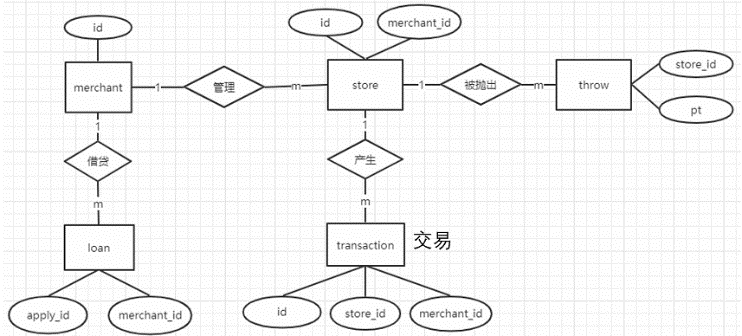 id
id
merchant_id
merchant
1
管理
m
store
1
被抛出
m
throw
store_id
pt
1
借贷
m
1
产生
m
loan
transaction
交易
apply_id
merchant_id
id
store_id
merchant_id